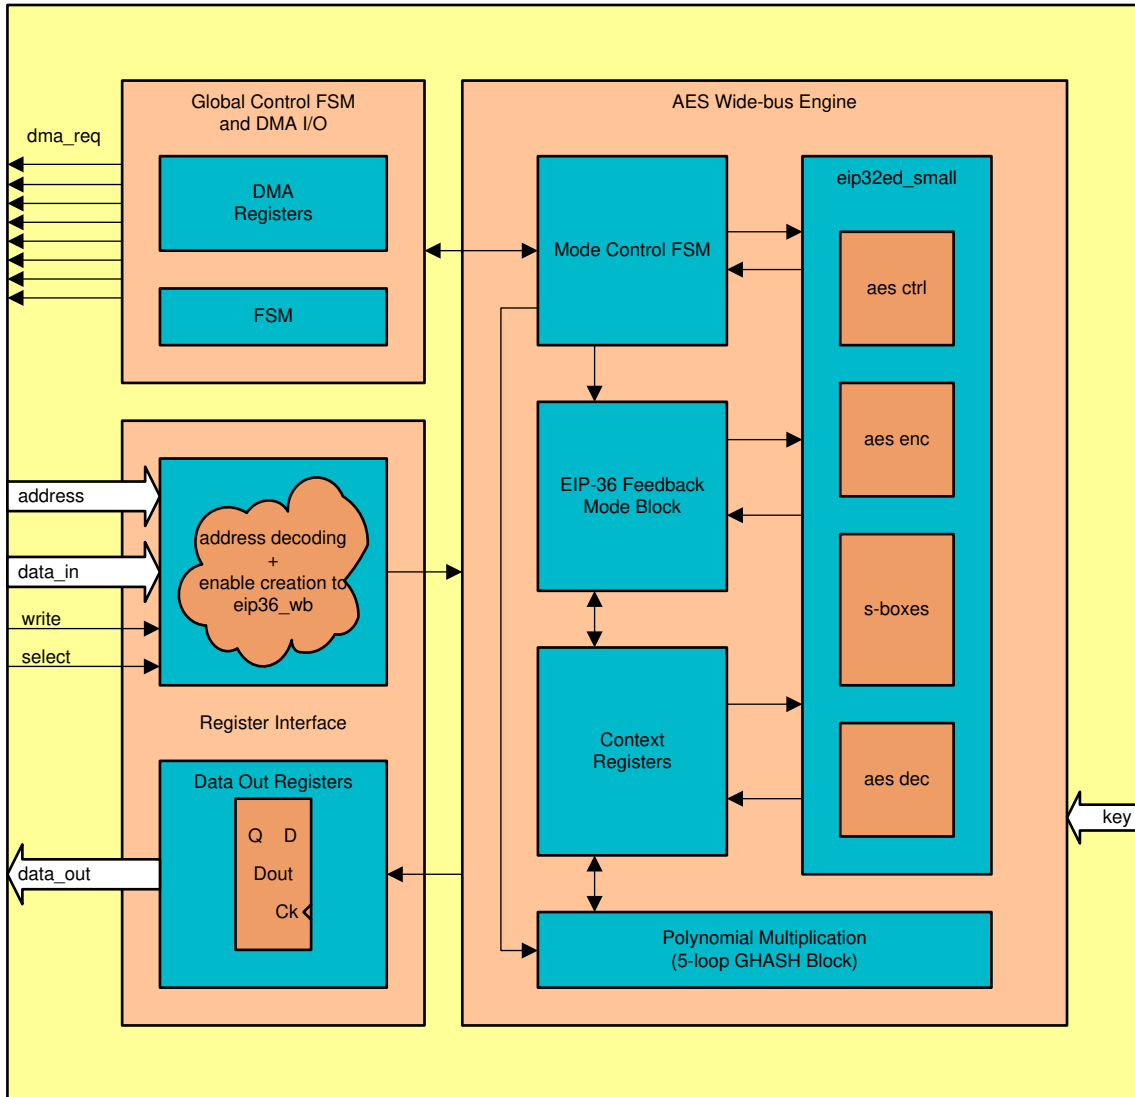 Global Control FSM
and DMA I/O
dma_req
DMA
Registers
FSM
address
data_in
write
select
address decoding
+
enable creation to
eip36_wb
Register Interface
Data Out Registers
Q D
Dout
Ck
data_out
AES Wide-bus Engine
Mode Control FSM
EIP-36 Feedback
Mode Block
Context
Registers
Polynomial Multiplication
(5-loop GHASH Block)
eip32ed_small
aes ctrl
aes enc
s-boxes
aes dec
key